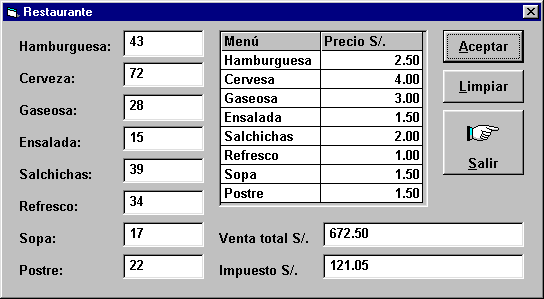 Restaurante
Hamburguesa: 43
Cerveza: 72
Gaseosa: 28
Ensalada: 15
Salchichas: 39
Refresco: 34
Sopa: 17
Postre: 22
Menú Precio S/.
Hamburguesa 2.50
Cervesa 4.00
Gaseosa 3.00
Ensalada 1.50
Salchichas 2.00
Refresco 1.00
Sopa 1.50
Postre 1.50
Venta total S/. 672.50
Impuesto S/. 121.05
Aceptar
Limpiar
Salir